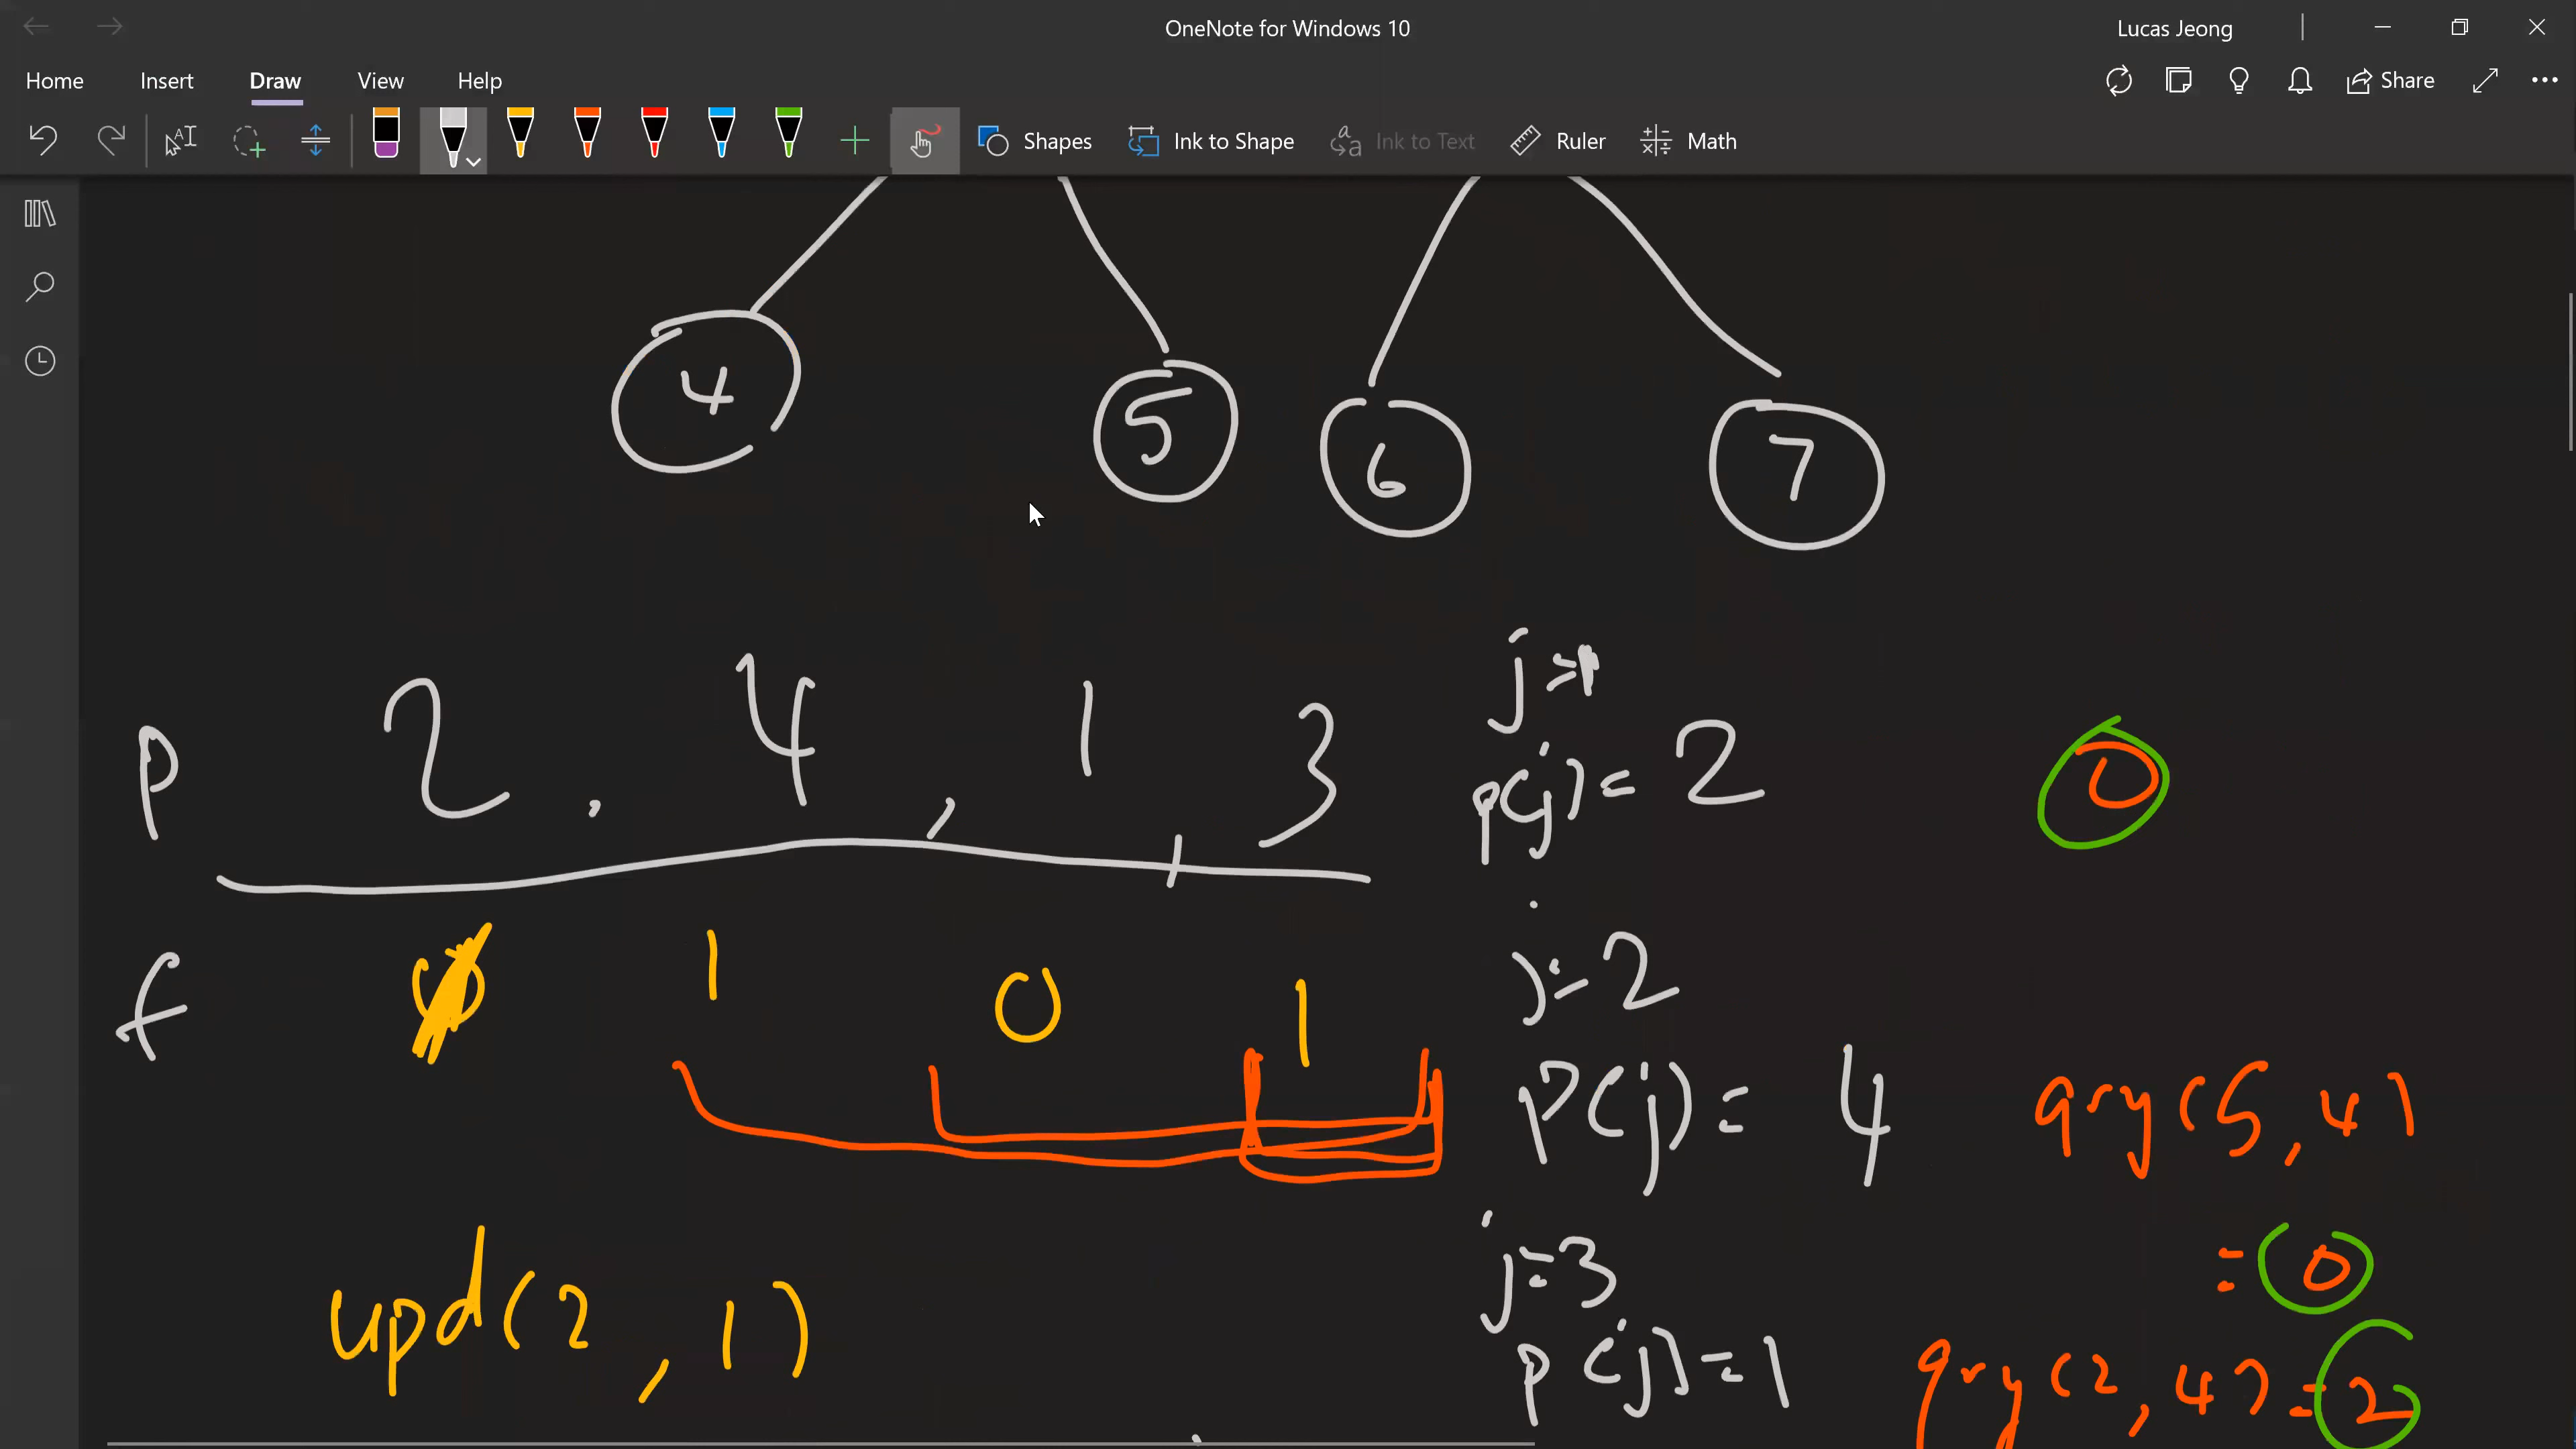 OneNote for Windows 10
Lucas Jeong
Home Insert Draw View Help
Share
Shapes Ink to Shape Ink to Text Ruler Math
4 5 6 7
p 2, 4, 1, 3
f 1 0 1
upd(2, 1)
p(j) = 2
0
j=2
P(j) = 4
qry(5, 4)
= 0
j=3
p(j)=1
qry(2, 4) = 2